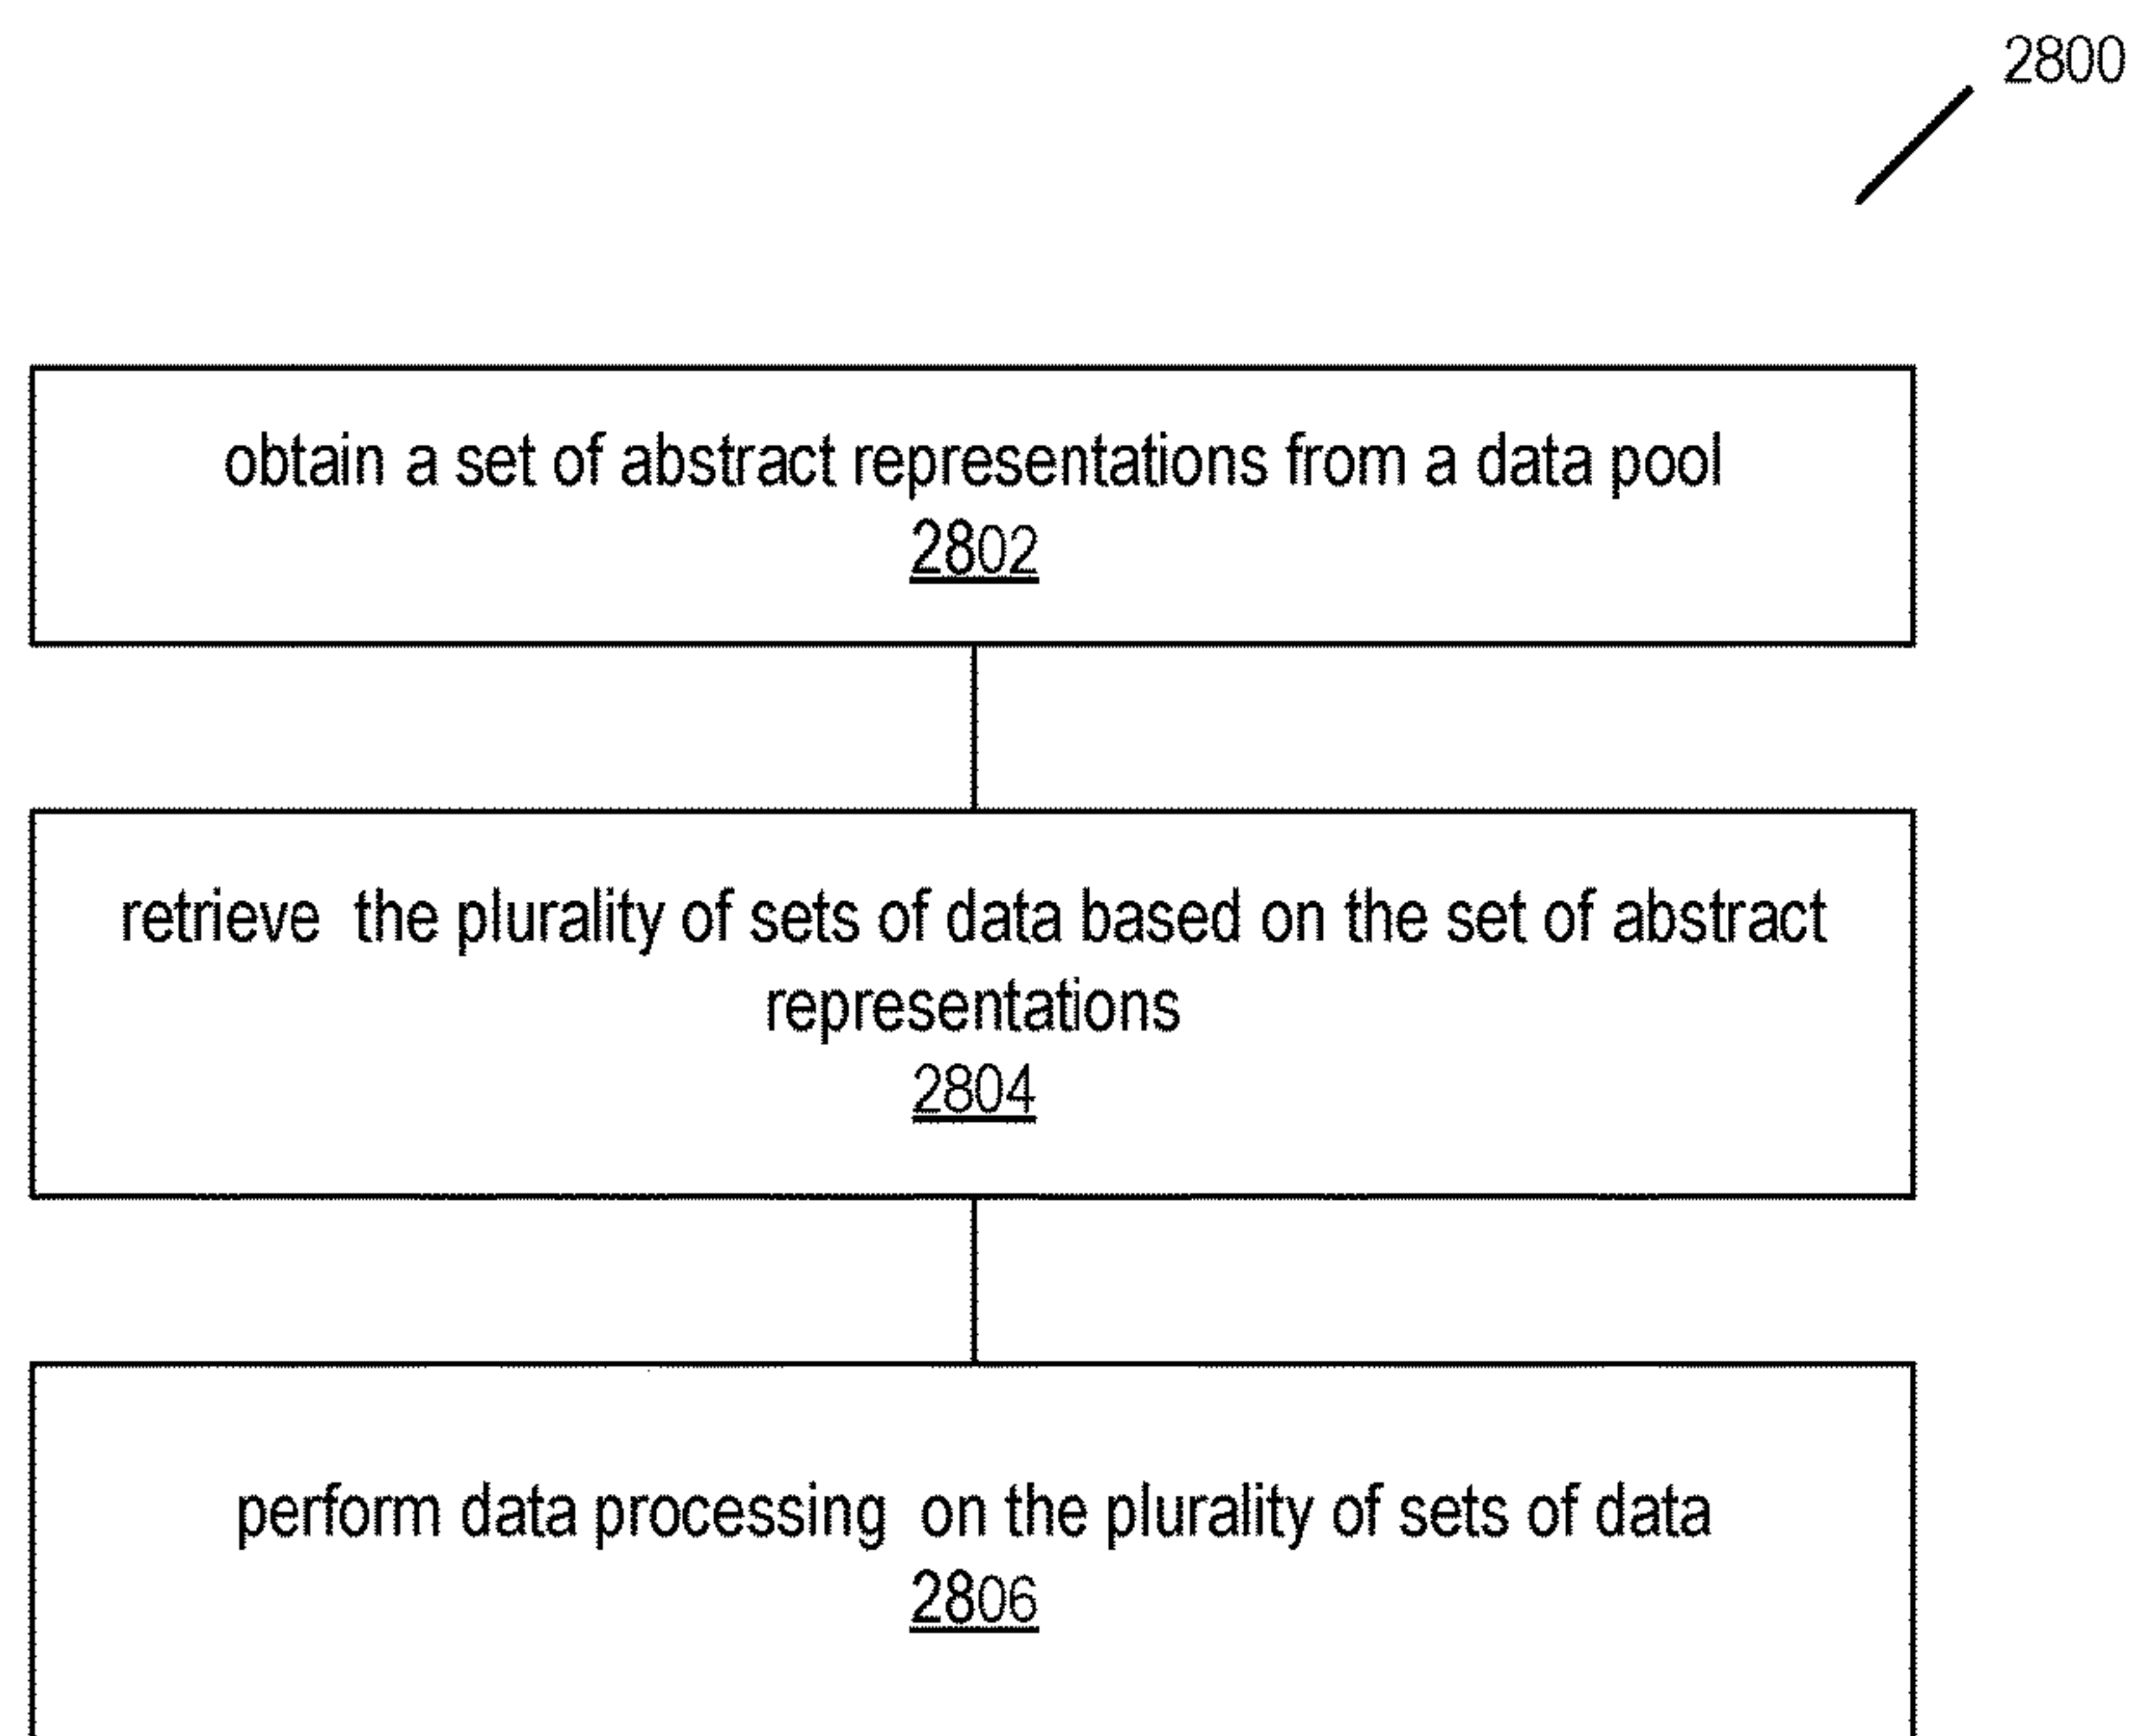 2800
obtain a set of abstract representations from a data pool
2802
retrieve the plurality of sets of data based on the set of abstract
representations
2804
perform data processing on the plurality of sets of data
2806